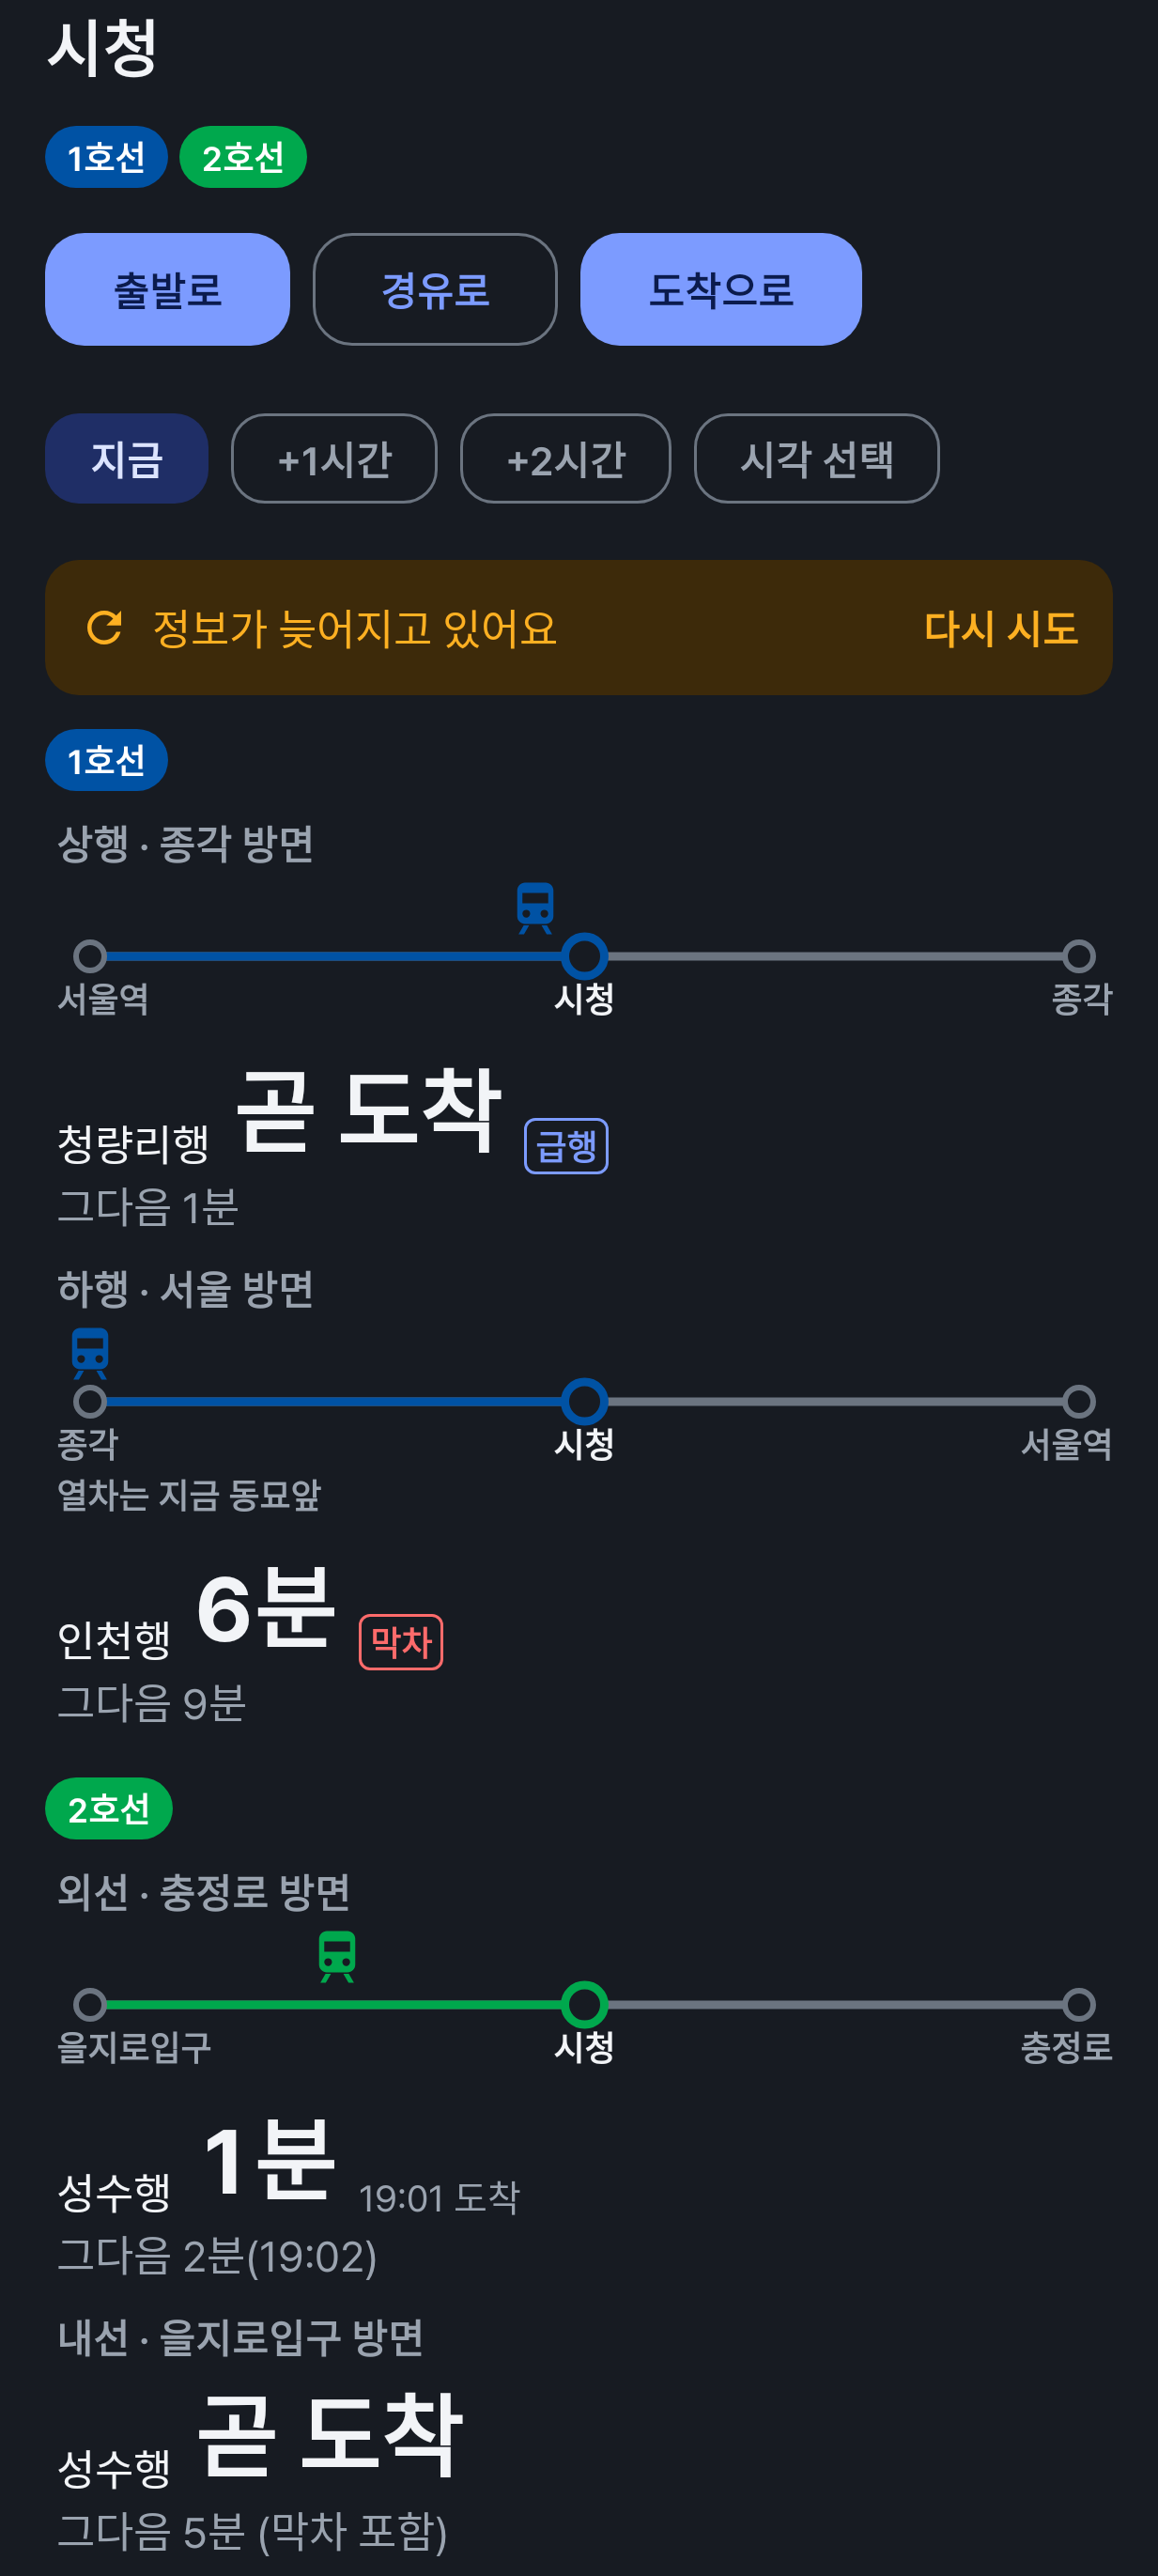 시청
1호선 2호선
출발로 경유로 도착으로
지금 +1시간 +2시간 시각 선택
정보가 늦어지고 있어요 다시 시도
1호선
상행 · 종각 방면
서울역 시청 종각
청량리행 곧 도착 급행
그다음 1분
하행 · 서울 방면
종각 시청 서울역
열차는 지금 동묘앞
인천행 6분 막차
그다음 9분
2호선
외선 · 충정로 방면
을지로입구 시청 충정로
성수행 1분 19:01 도착
그다음 2분(19:02)
내선 · 을지로입구 방면
성수행 곧 도착
그다음 5분 (막차 포함)